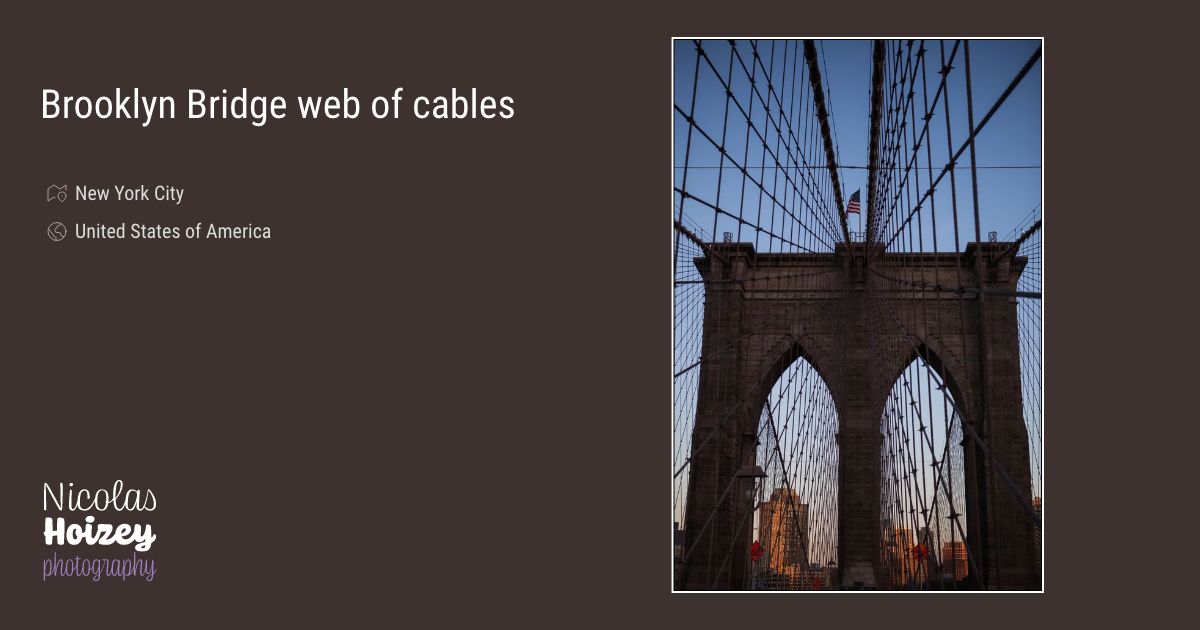 Brooklyn Bridge web of cables
New York City
United States of America
Nicolas
Hoizey
photography